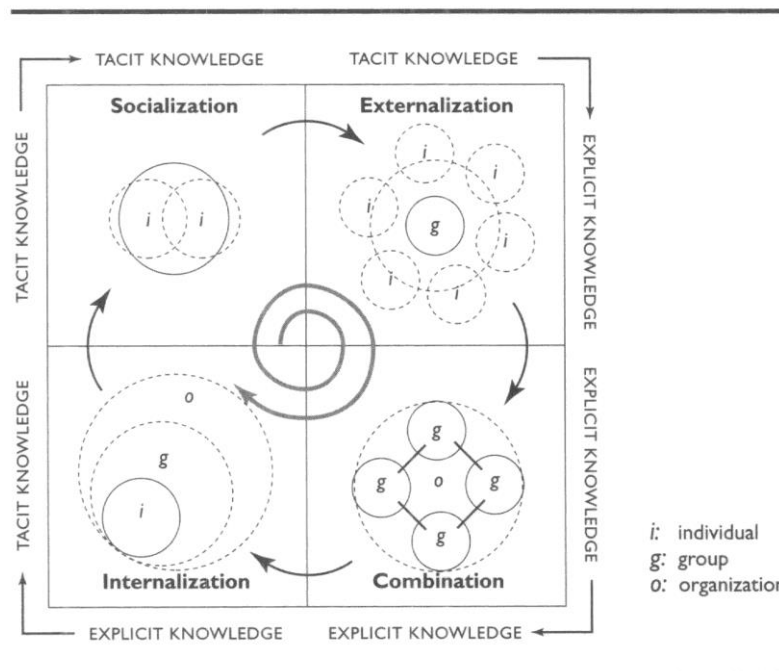 TACIT KNOWLEDGE TACIT KNOWLEDGE
Socialization Externalization
TACIT KNOWLEDGE
EXPLICIT KNOWLEDGE
i i
i
i
i
g
i
i
i
TACIT KNOWLEDGE
EXPLICIT KNOWLEDGE
o
g
i
g
g
o
g
g
Internalization Combination
EXPLICIT KNOWLEDGE EXPLICIT KNOWLEDGE
i: individual
g: group
o: organization